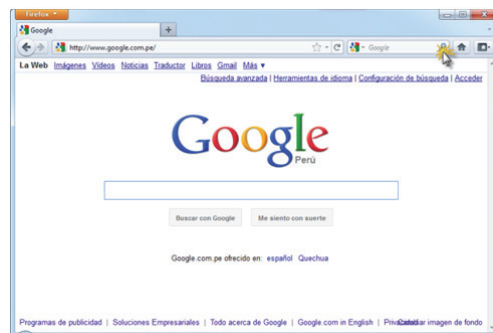 Firefox
Google
http://www.google.com.pe/
Google
La Web Imágenes Vídeos Noticias Traductor Libros Gmail Más ▼
Búsqueda avanzada | Herramientas de idioma | Configuración de búsqueda | Acceder
Google
Perú
Buscar con Google Me siento con suerte
Google.com.pe ofrecido en: español Quechua
Programas de publicidad | Soluciones Empresariales | Todo acerca de Google | Google.com in English | imagen de fondo